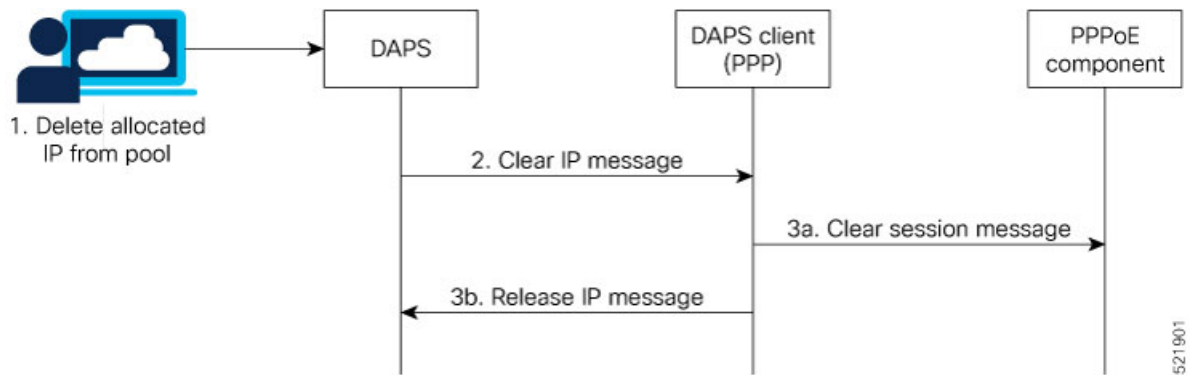 DAPS
DAPS client
(PPP)
PPPoE
component
1. Delete allocated
IP from pool
2. Clear IP message
3a. Clear session message
3b. Release IP message
521901